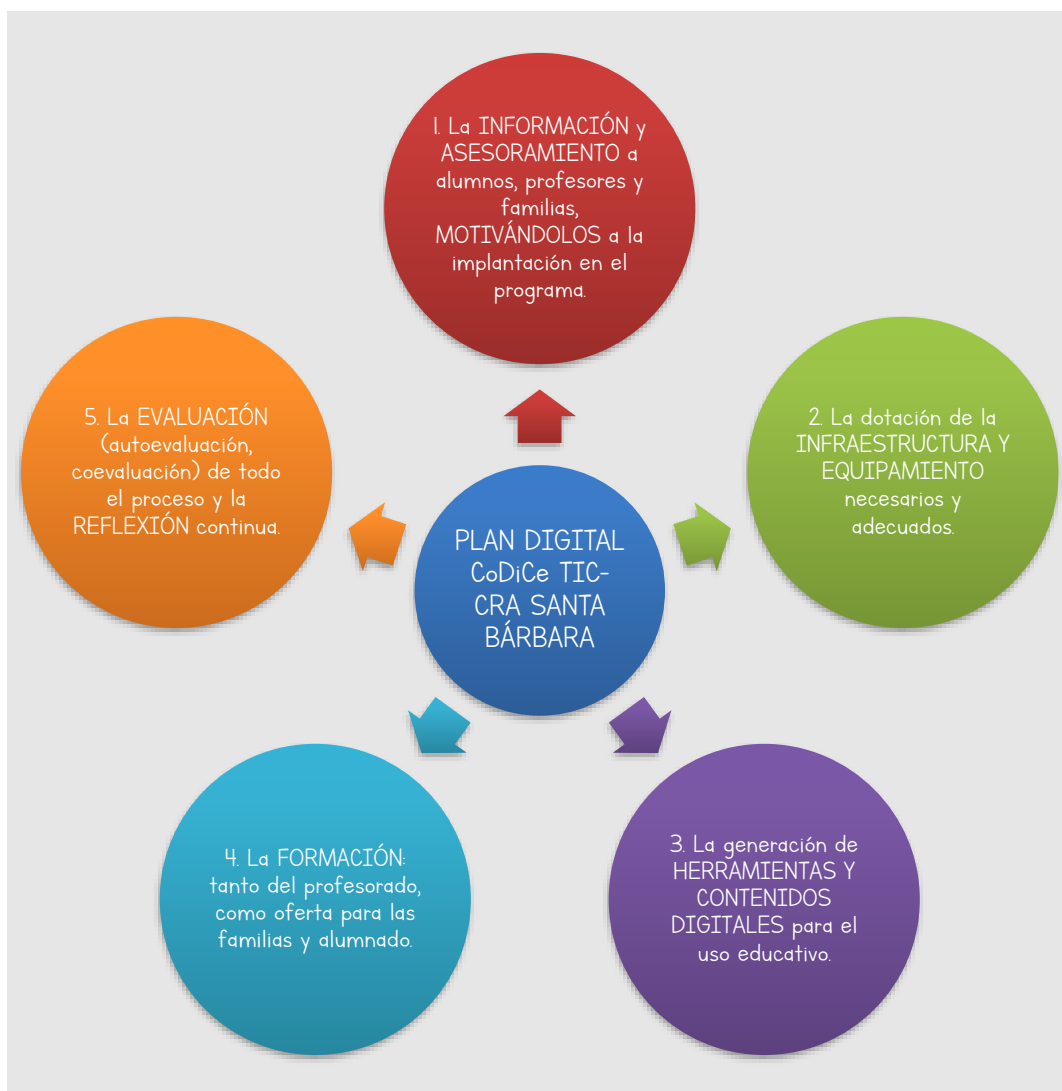 1. La INFORMACIÓN y
ASESORAMIENTO a
alumnos, profesores y
familias,
MOTIVÁNDOLOS a la
implantación en el
programa.
2. La dotación de la
INFRAESTRUCTURA Y
EQUIPAMIENTO
necesarios y
adecuados.
3. La generación de
HERRAMIENTAS Y
CONTENIDOS
DIGITALES para el
uso educativo.
4. La FORMACIÓN:
tanto del profesorado,
como oferta para las
familias y alumnado.
5. La EVALUACIÓN
(autoevaluación,
coevaluación) de todo
el proceso y la
REFLEXIÓN continua.
PLAN DIGITAL
CoDiCe TIC-
CRA SANTA
BÁRBARA